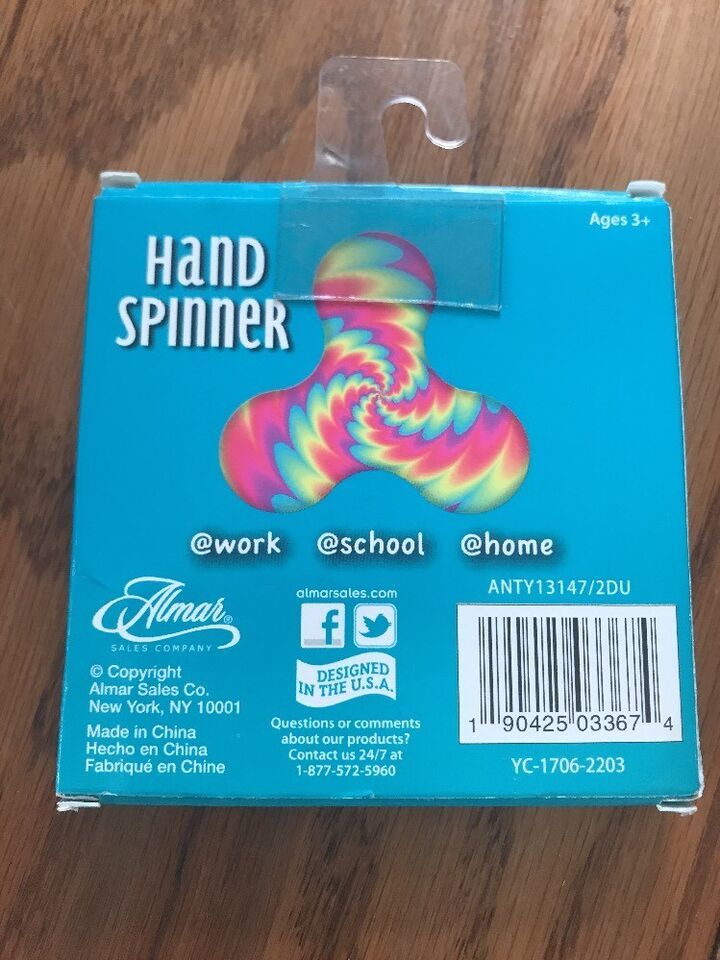 Ages 3+
HaND
SPINNER
@work @school @home
Almar®
SALES COMPANY
© Copyright
Almar Sales Co.
New York, NY 10001
Made in China
Hecho en China
Fabriqué en Chine
almarsales.com
f
DESIGNED
IN THE U.S.A.
Questions or comments
about our products?
Contact us 24/7 at
1-877-572-5960
ANTY13147/2DU
1 90425 03367 4
YC-1706-2203